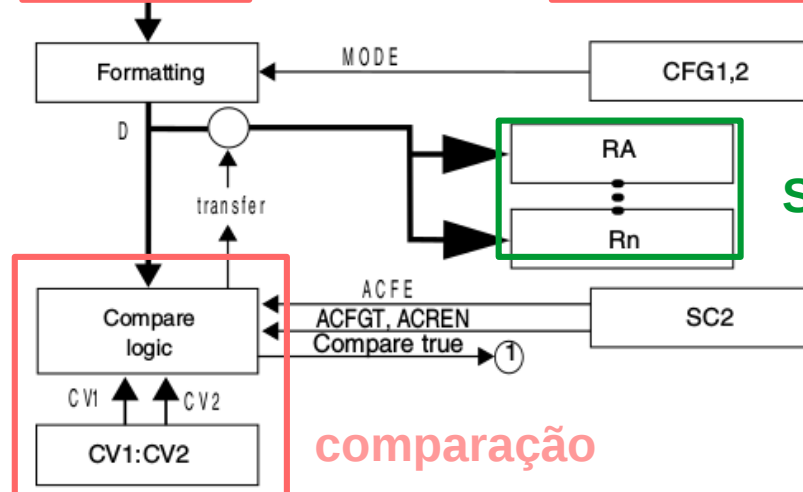 MODE
Formatting
CFG1,2
D
RA
S
transfer
Rn
ACFE
Compare
logic
ACFGT, ACREN
SC2
Compare true
1
CV1
CV2
CV1:CV2
comparação